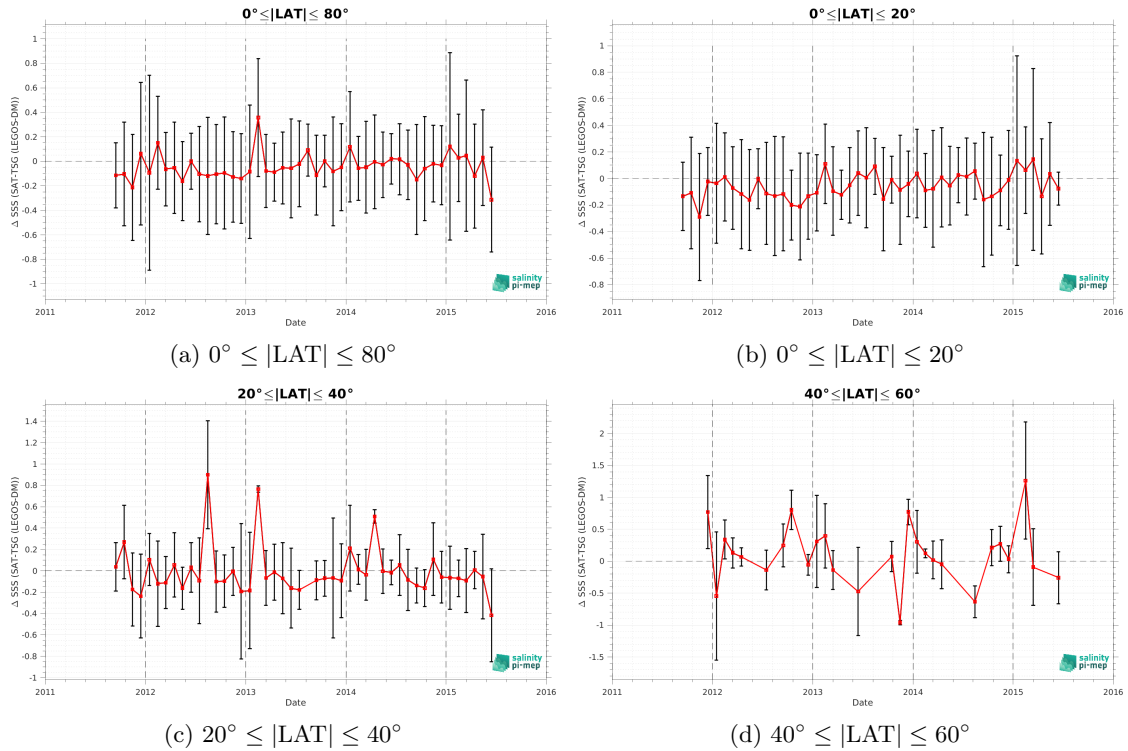 0°≤|LAT|≤ 80°
Δ SSS (SAT-TSG (LEGOS-DM))
1
0.8
0.6
0.4
0.2
0
-0.2
-0.4
-0.6
-0.8
-1
2011 2012 2013 2014 2015 2016
Date
salinity
pi-mep
(a) 0° ≤ |LAT| ≤ 80°
0°≤|LAT|≤ 20°
Δ SSS (SAT-TSG (LEGOS-DM))
1
0.8
0.6
0.4
0.2
0
-0.2
-0.4
-0.6
-0.8
2011 2012 2013 2014 2015 2016
Date
salinity
pi-mep
(b) 0° ≤ |LAT| ≤ 20°
20°≤|LAT|≤ 40°
Δ SSS (SAT-TSG (LEGOS-DM))
1.4
1.2
1
0.8
0.6
0.4
0.2
0
-0.2
-0.4
-0.6
-0.8
-1
2011 2012 2013 2014 2015 2016
Date
salinity
pi-mep
(c) 20° ≤ |LAT| ≤ 40°
40°≤|LAT|≤ 60°
Δ SSS (SAT-TSG (LEGOS-DM))
2
1.5
1
0.5
0
-0.5
-1
-1.5
2011 2012 2013 2014 2015 2016
Date
salinity
pi-mep
(d) 40° ≤ |LAT| ≤ 60°